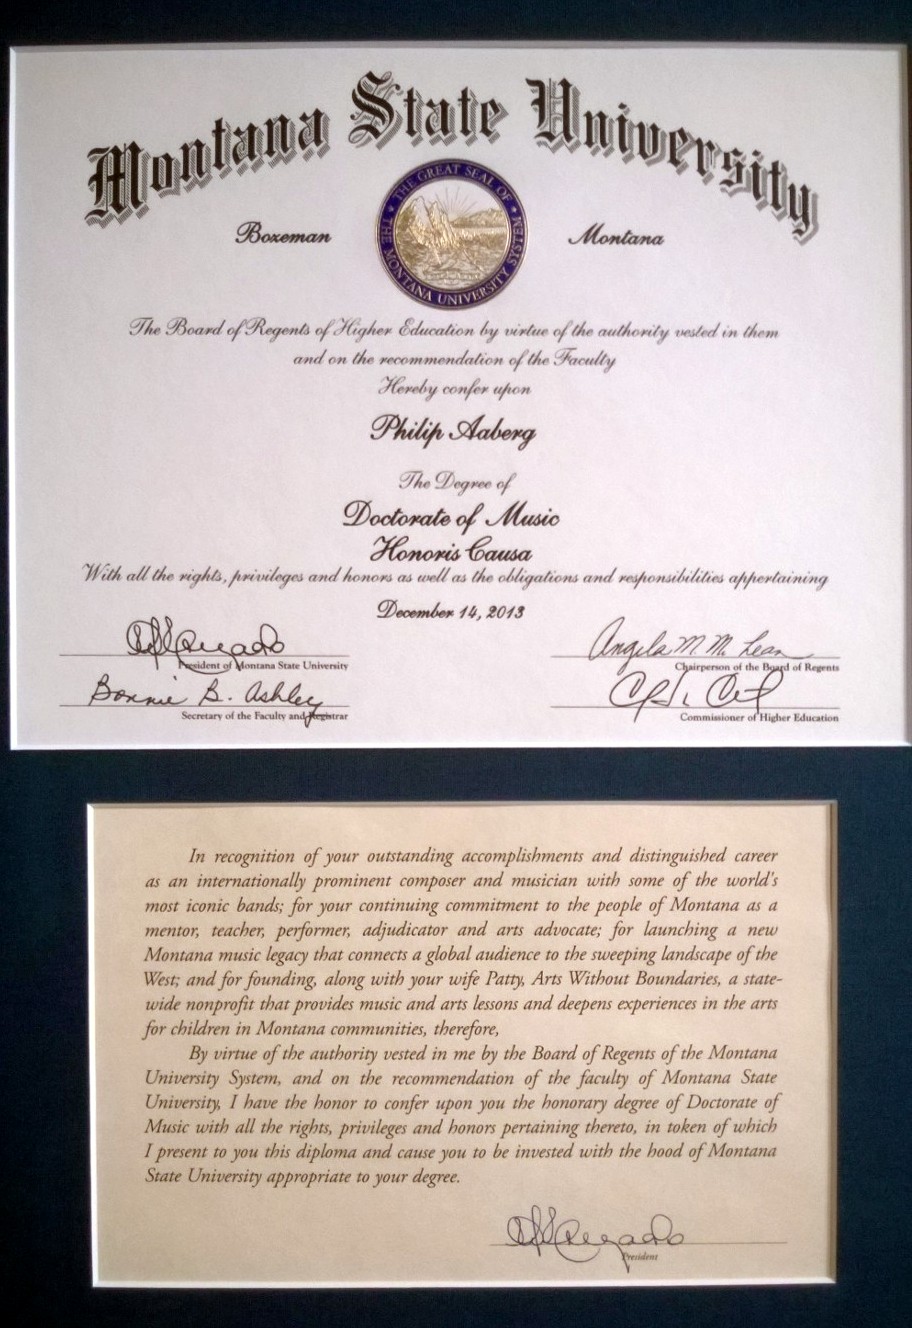 Montana State University
THE GREAT SEAL OF
THE MONTANA UNIVERSITY SYSTEM
Bozeman Montana
The Board of Regents of Higher Education by virtue of the authority vested in them
and on the recommendation of the Faculty
Hereby confer upon
Philip Aaberg
The Degree of
Doctorate of Music
Honoris Causa
With all the rights, privileges and honors as well as the obligations and responsibilities appertaining
December 14, 2013
Angela M. McLean
President of Montana State University Chairperson of the Board of Regents
Bonnie B. Ashley
Secretary of the Faculty and Registrar Commissioner of Higher Education
In recognition of your outstanding accomplishments and distinguished career
as an internationally prominent composer and musician with some of the world's
most iconic bands; for your continuing commitment to the people of Montana as a
mentor, teacher, performer, adjudicator and arts advocate; for launching a new
Montana music legacy that connects a global audience to the sweeping landscape of the
West; and for founding, along with your wife Patty, Arts Without Boundaries, a state-
wide nonprofit that provides music and arts lessons and deepens experiences in the arts
for children in Montana communities, therefore,
By virtue of the authority vested in me by the Board of Regents of the Montana
University System, and on the recommendation of the faculty of Montana State
University, I have the honor to confer upon you the honorary degree of Doctorate of
Music with all the rights, privileges and honors pertaining thereto, in token of which
I present to you this diploma and cause you to be invested with the hood of Montana
State University appropriate to your degree.
President